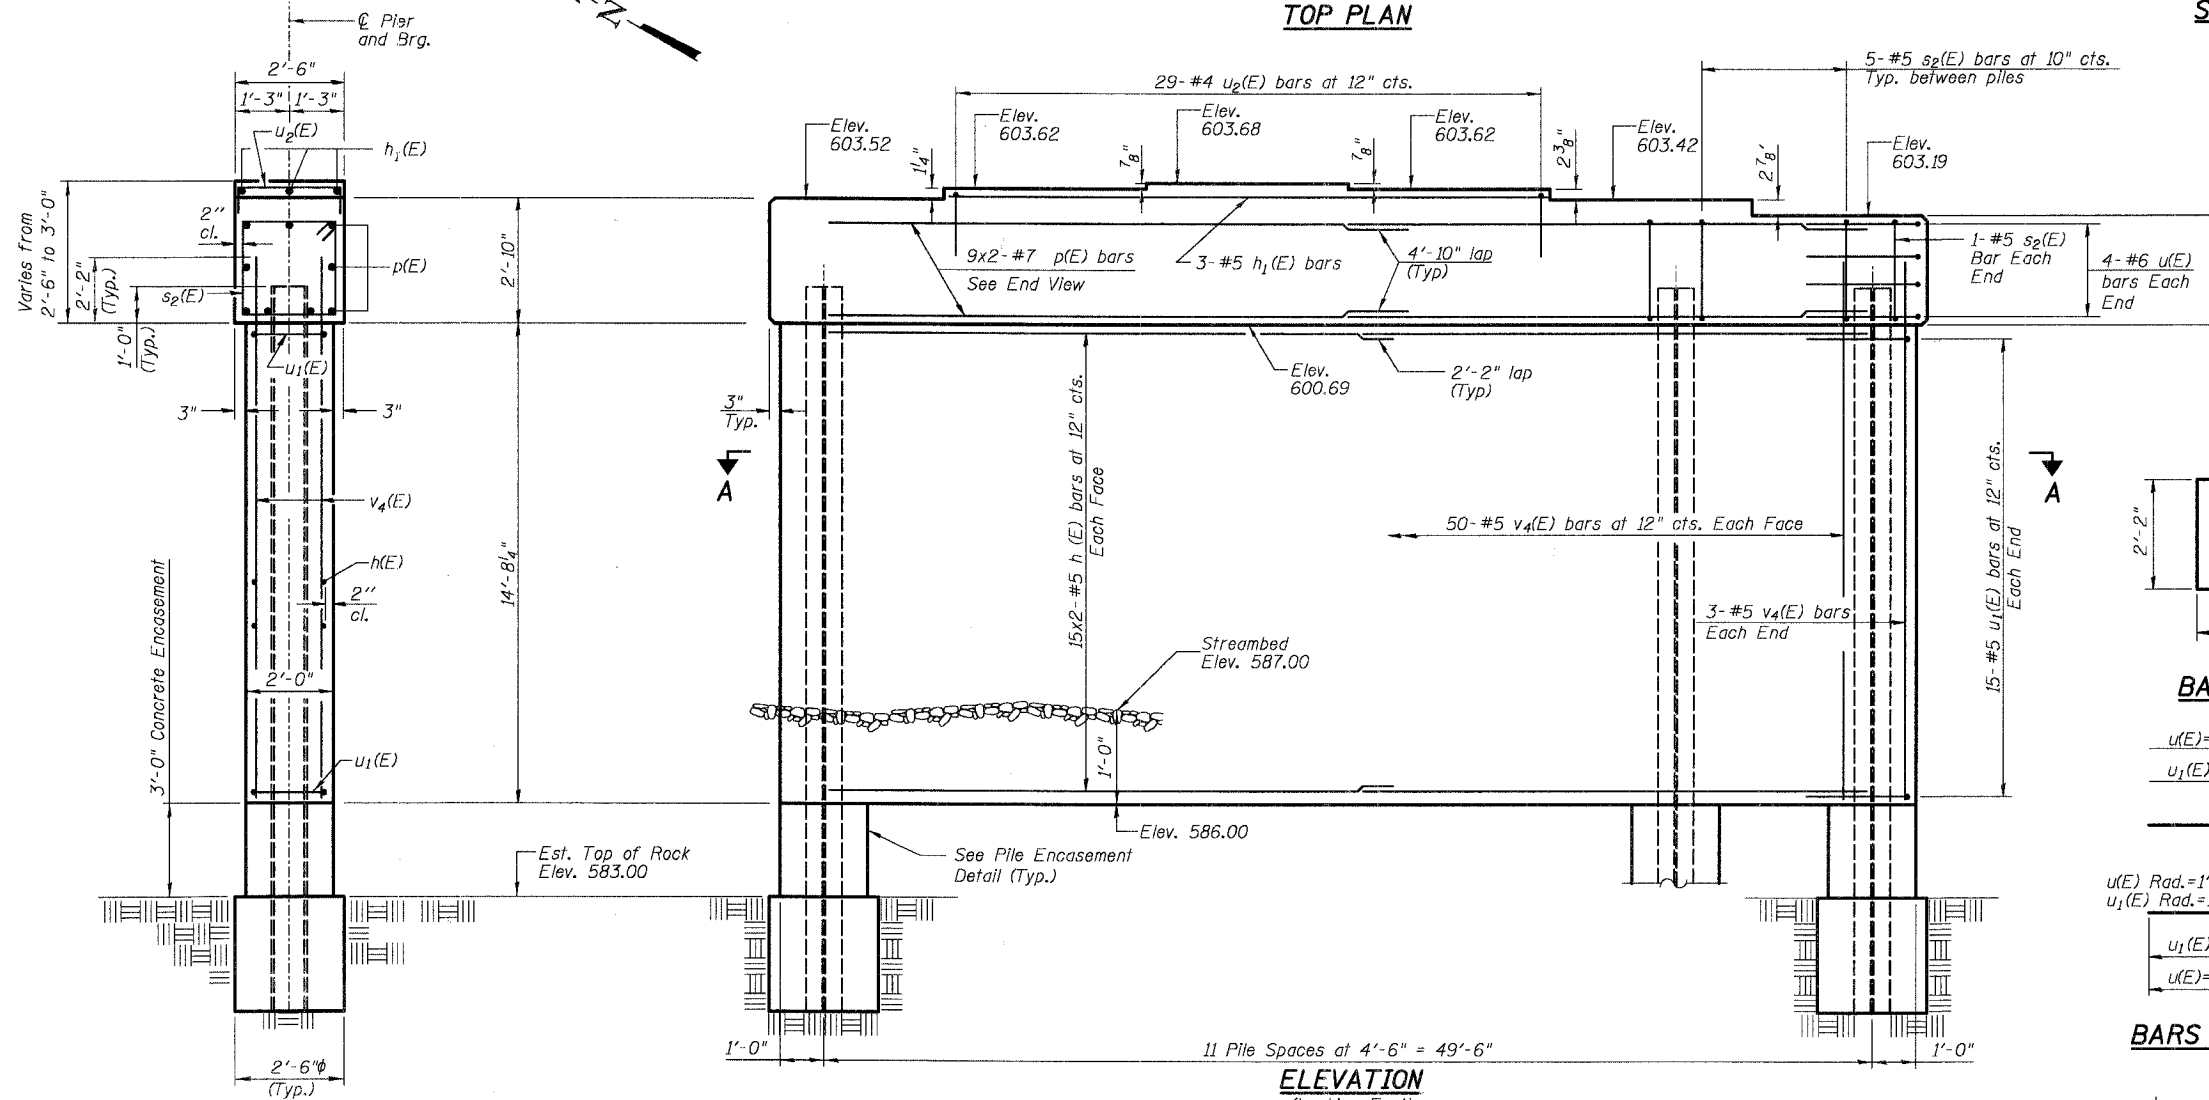 TOP PLAN
S
N
℄ Pier
and Brg.
2'-6"
1'-3" 1'-3"
u2(E)
h1(E)
2"
cl.
Varies from
2'-6" to 3'-0"
2'-2"
(Typ.)
s2(E)
p(E)
1'-0"
(Typ.)
u1(E)
3"
3"
v4(E)
h(E)
2"
cl.
2'-0"
u1(E)
3'-0" Concrete Encasement
2'-6"ϕ
(Typ.)
2'-10"
14'-8¼"
Est. Top of Rock
Elev. 583.00
29-#4 u2(E) bars at 12" cts.
5-#5 s2(E) bars at 10" cts.
Typ. between piles
Elev.
603.52
1¼"
Elev.
603.62
7/8"
Elev.
603.68
7/8"
Elev.
603.62
2 3/8"
Elev.
603.42
2 7/8'
Elev.
603.19
9x2-#7 p(E) bars
See End View
3-#5 h1(E) bars
4'-10" lap
(Typ)
1-#5 s2(E)
Bar Each
End
4-#6 u(E)
bars Each
End
3"
Typ.
Elev.
600.69
2'-2" lap
(Typ)
A
A
15x2-#5 h (E) bars at 12" cts.
Each Face
50-#5 v4(E) bars at 12" cts. Each Face
3-#5 v4(E) bars
Each End
15-#5 u1(E) bars at 12" cts.
Each End
Streambed
Elev. 587.00
1'-0"
Elev. 586.00
See Pile Encasement
Detail (Typ.)
1'-0"
11 Pile Spaces at 4'-6" = 49'-6"
1'-0"
ELEVATION
2'-2"
BA
u(E)=
u1(E)
u(E) Rad.=1'
u1(E) Rad.=
u1(E)
u(E)=
BARS